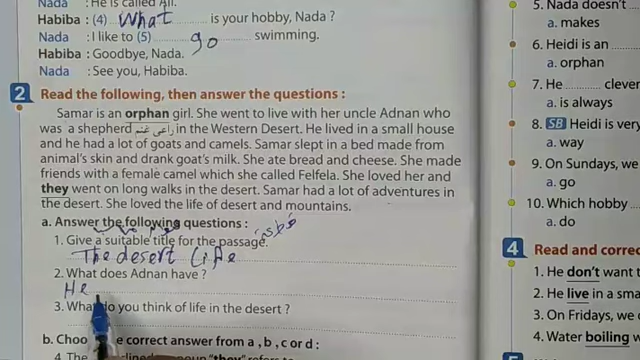 Nada: He is called Ali.
Habiba: (4) What is your hobby, Nada ?
Nada: I like to (5) go swimming.
Habiba: Goodbye, Nada.
Nada: See you, Habiba.
2 Read the following, then answer the questions :
Samar is an orphan girl. She went to live with her uncle Adnan who
was a shepherd راعى غنم in the Western Desert. He lived in a small house
and he had a lot of goats and camels. Samar slept in a bed made from
animal's skin and drank goat's milk. She ate bread and cheese. She made
friends with a female camel which she called Felfela. She loved her and
they went on long walks in the desert. Samar had a lot of adventures in
the desert. She loved the life of desert and mountains.
a. Answer the following questions :
1. Give a suitable title for the passage.
The desert life
2. What does Adnan have ?
He
3. What do you think of life in the desert ?
b. Choo e correct answer from a , b , c or d :
5. Nada doesn't
a. makes
6. Heidi is an
a. orphan
7. He clever
a. is always
8. SB Heidi is very
a. way
9. On Sundays, we
a. go
10. Which hobby
a. do
4 Read and correct
1. He don't want t
2. He live in a smal
3. On Fridays, we
4. Water boiling w